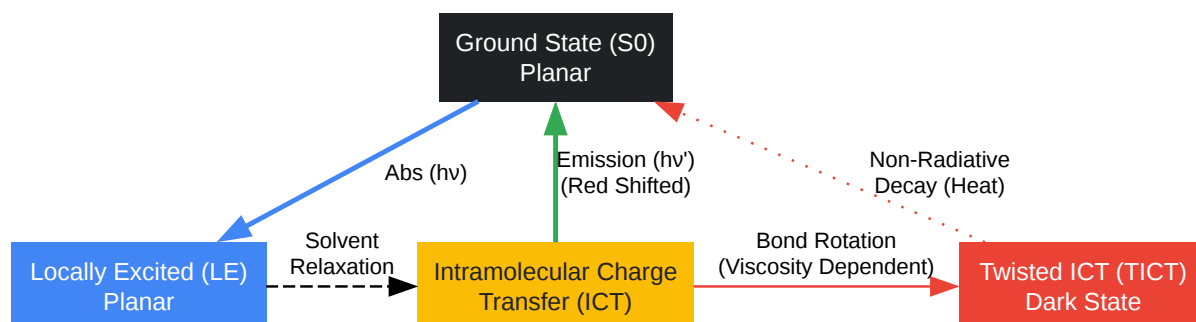 Ground State (S0)
Planar
Abs (hν)
Emission (hν')
(Red Shifted)
Non-Radiative
Decay (Heat)
Locally Excited (LE)
Planar
Solvent
Relaxation
Intramolecular Charge
Transfer (ICT)
Bond Rotation
(Viscosity Dependent)
Twisted ICT (TICT)
Dark State